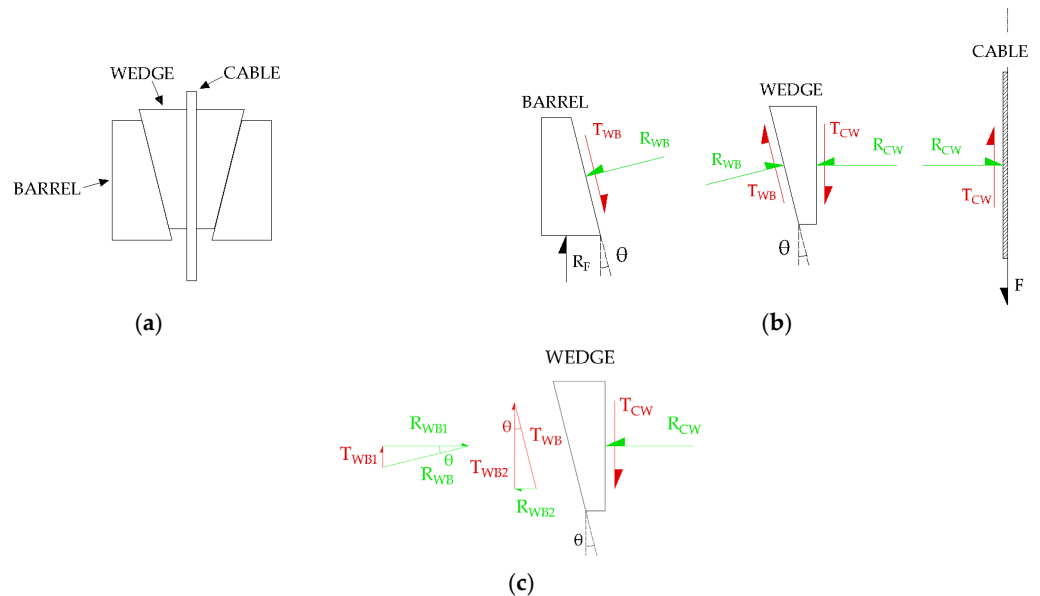 WEDGE
CABLE
BARREL
(a)
BARREL
T_WB
R_WB
R_F
θ
WEDGE
R_WB
T_WB
T_CW
R_CW
θ
CABLE
R_CW
T_CW
F
(b)
WEDGE
R_WB1
T_WB1
θ
R_WB
θ
T_WB
T_WB2
R_WB2
T_CW
R_CW
θ
(c)